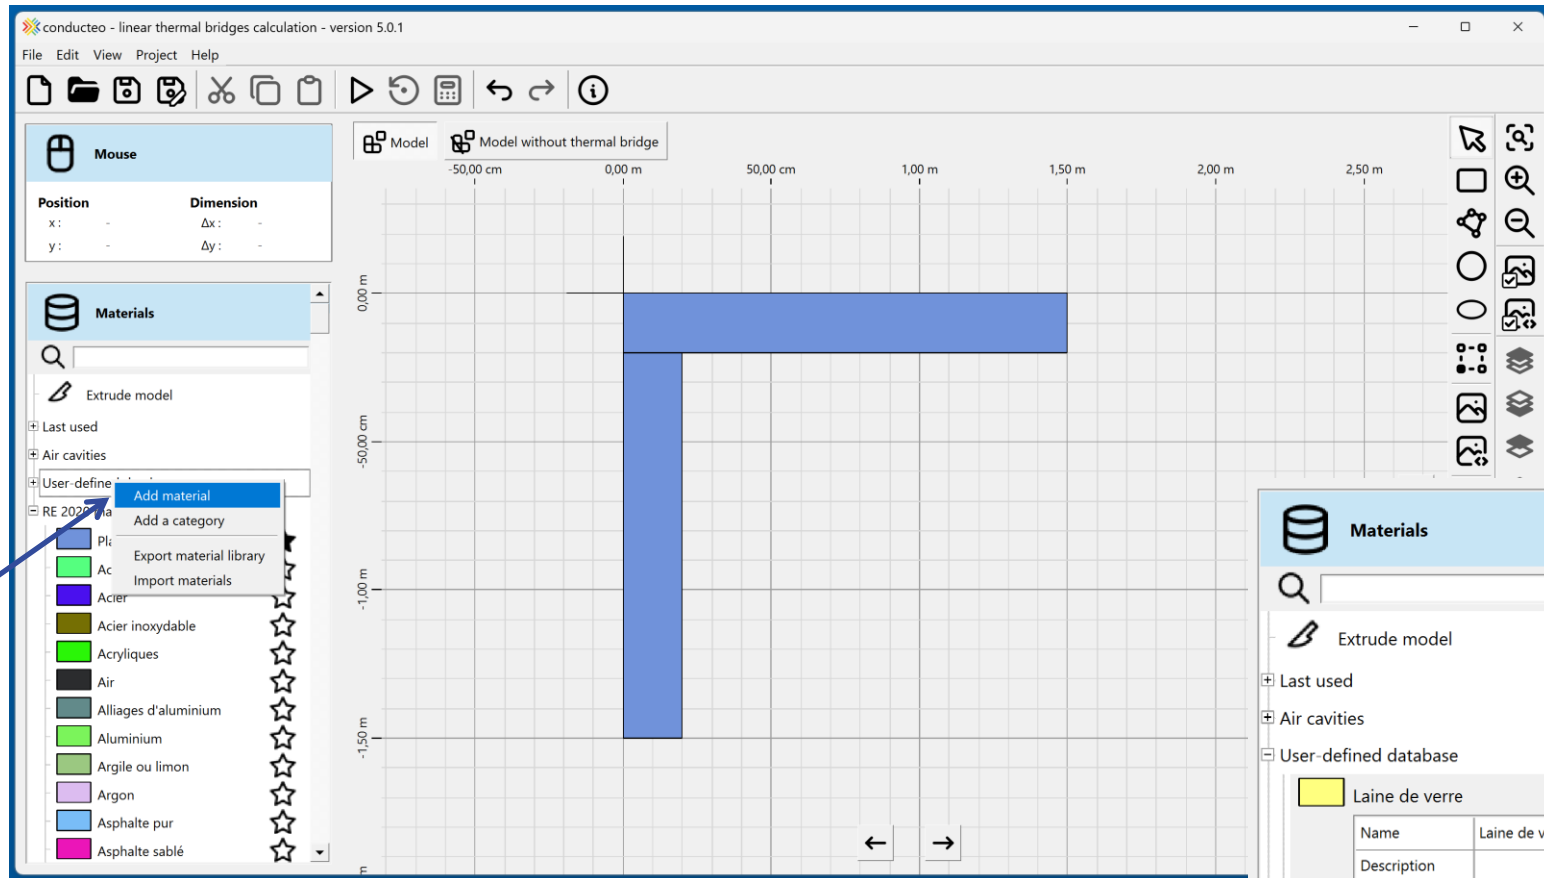 conducteo - linear thermal bridges calculation - version 5.0.1
File Edit View Project Help
Mouse
Position Dimension
x : - Δx : -
y : - Δy : -
Materials
Extrude model
Last used
Air cavities
User-define
RE 2020
Pla
Ac
Acier
Acier inoxydable
Acryliques
Air
Alliages d'aluminium
Aluminium
Argile ou limon
Argon
Asphalte pur
Asphalte sablé
Add material
Add a category
Export material library
Import materials
Model
Model without thermal bridge
-50,00 cm 0,00 m 50,00 cm 1,00 m 1,50 m 2,00 m 2,50 m
0,00 m
-50,00 cm
-1,00 m
-1,50 m
m
Materials
Extrude model
Last used
Air cavities
User-defined database
Laine de verre
Name Laine de v
Description